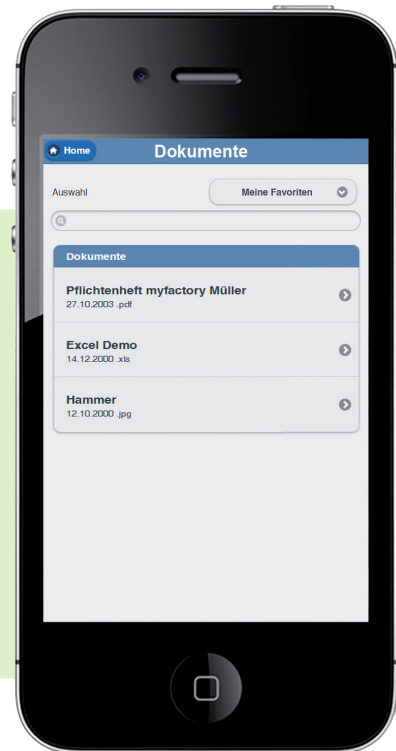 Home
Dokumente
Auswahl
Meine Favoriten
Dokumente
Pflichtenheft myfactory Müller
27.10.2003 .pdf
Excel Demo
14.12.2000 .xls
Hammer
12.10.2000 .jpg